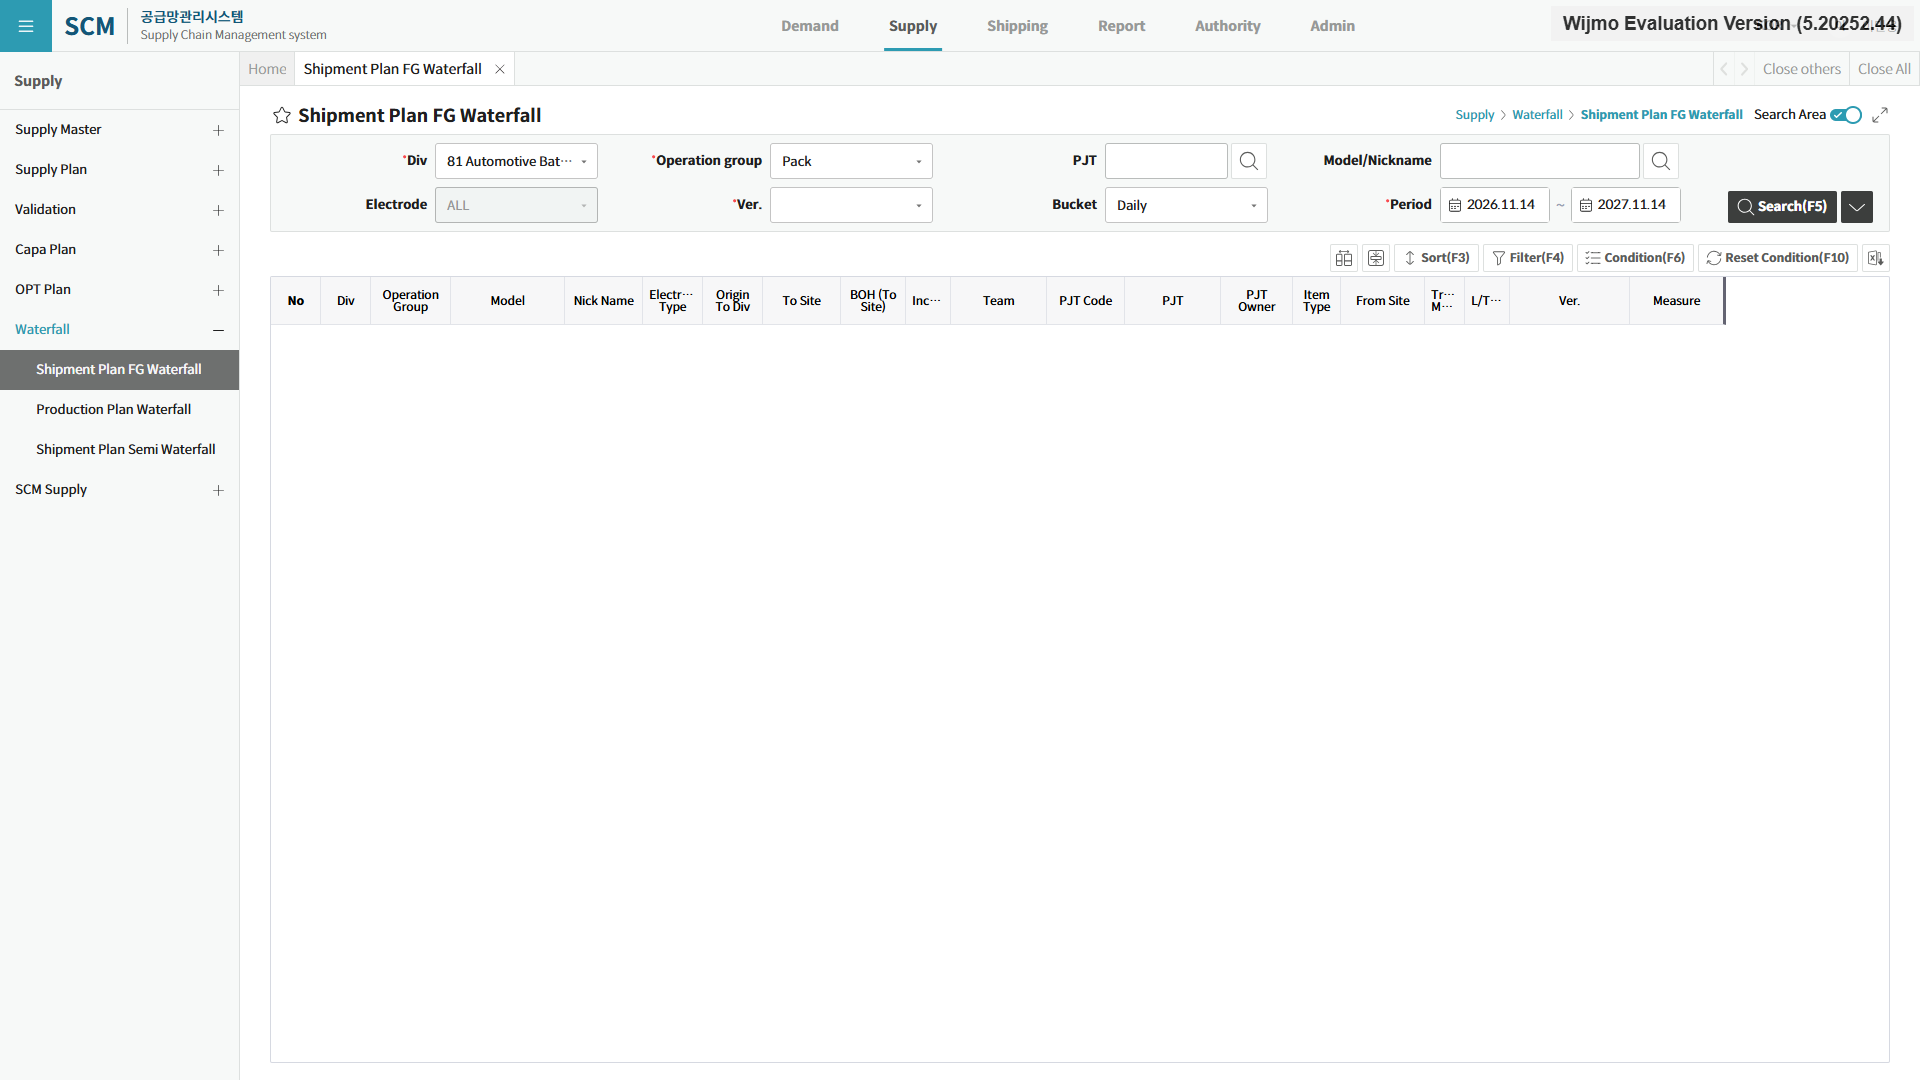 SCM
공급망관리시스템
Supply Chain Management system
Demand
Supply
Shipping
Report
Authority
Admin
Wijmo Evaluation Version (5.20252.44)
Supply
Home
Shipment Plan FG Waterfall
Close others
Close All
Supply Master
Supply Plan
Validation
Capa Plan
OPT Plan
Waterfall
Shipment Plan FG Waterfall
Production Plan Waterfall
Shipment Plan Semi Waterfall
SCM Supply
Shipment Plan FG Waterfall
Supply > Waterfall > Shipment Plan FG Waterfall
Search Area
*Div
81 Automotive Bat···
*Operation group
Pack
PJT
Model/Nickname
Electrode
ALL
*Ver.
Bucket
Daily
*Period
2026.11.14
~
2027.11.14
Search(F5)
Sort(F3)
Filter(F4)
Condition(F6)
Reset Condition(F10)
No
Div
Operation
Group
Model
Nick Name
Electr···
Type
Origin
To Div
To Site
BOH (To
Site)
Inc···
Team
PJT Code
PJT
PJT
Owner
Item
Type
From Site
Tr···
M···
L/T···
Ver.
Measure